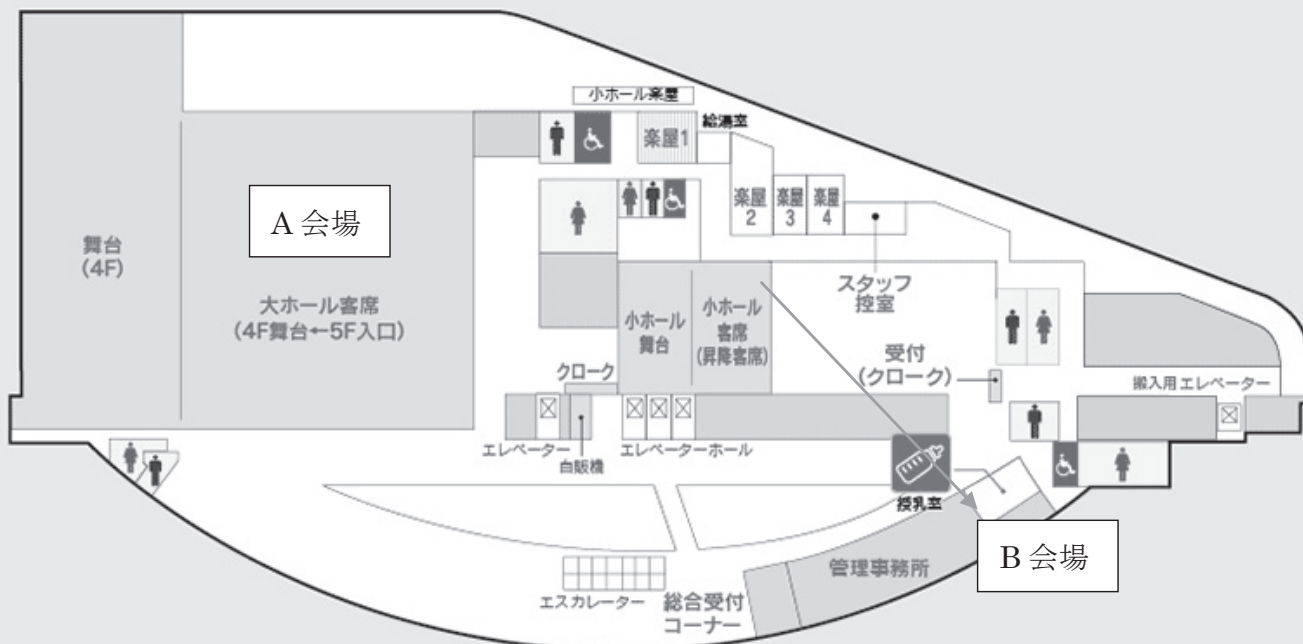 小ホール楽屋
楽屋1
給湯室
楽屋
2
楽屋
3
楽屋
4
A 会場
舞台
(4F)
大ホール客席
(4F舞台←5F入口)
スタッフ
控室
小ホール
舞台
小ホール
客席
(昇降客席)
受付
(クローク)
クローク
搬入用エレベーター
エレベーター
自販機
エレベーターホール
授乳室
B 会場
管理事務所
エスカレーター
総合受付
コーナー